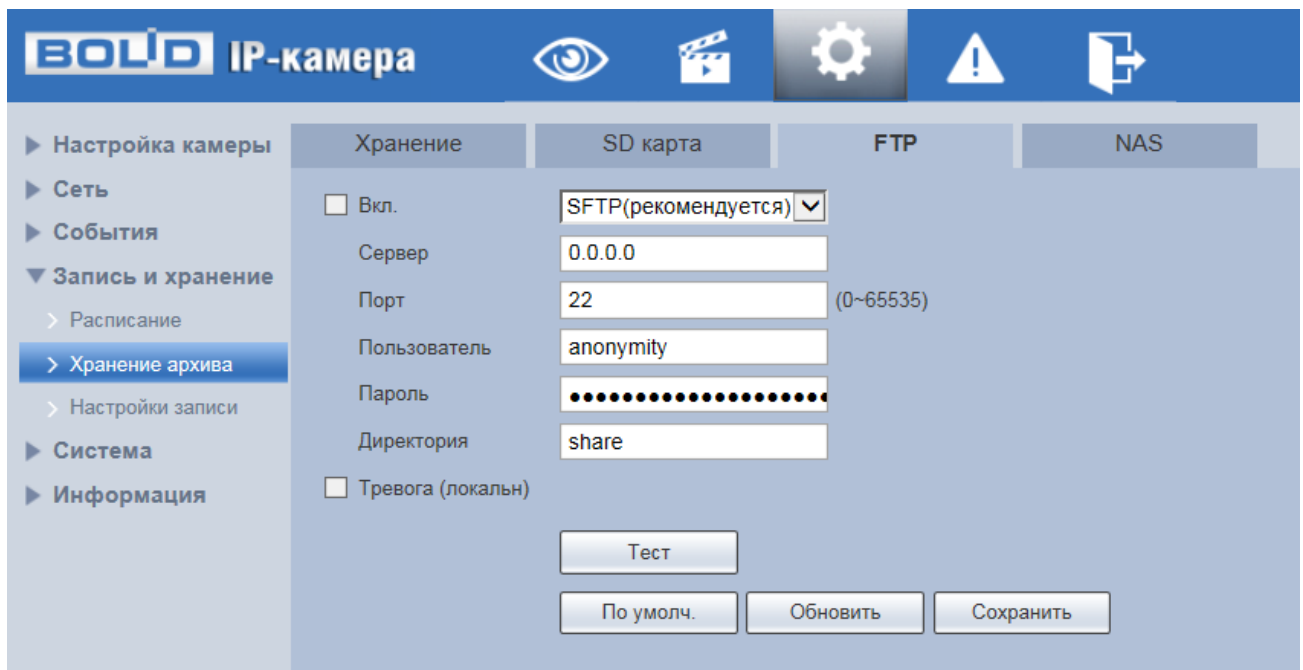 BOLID IP-камера
Настройка камеры
Сеть
События
Запись и хранение
Расписание
Хранение архива
Настройки записи
Система
Информация
Хранение SD карта FTP NAS
Вкл. SFTP(рекомендуется)
Сервер 0.0.0.0
Порт 22 (0~65535)
Пользователь anonymity
Пароль ●●●●●●●●●●●●●●●●●●●●●
Директория share
Тревога (локальн)
Тест
По умолч. Обновить Сохранить